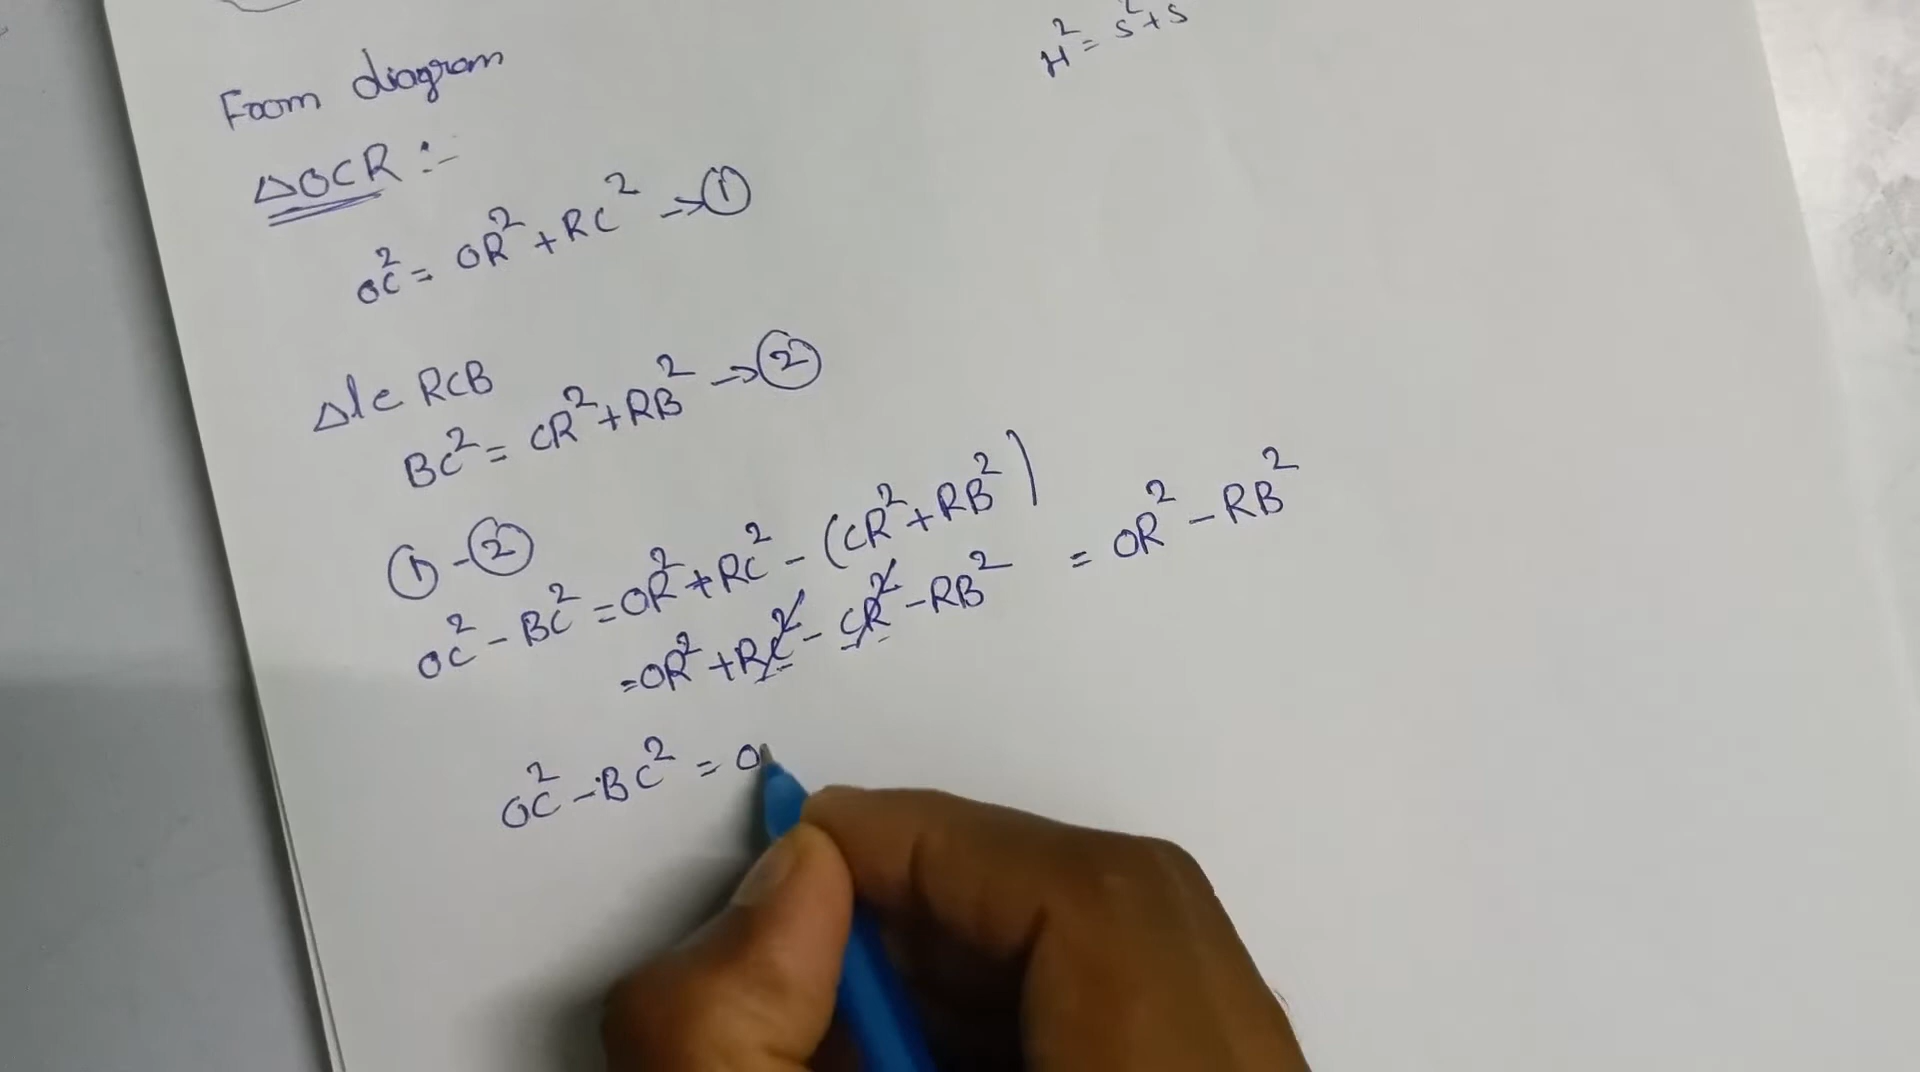 H² = S² + S
From diagram
△OCR :-
OC² = OR² + RC² → ①
△le RCB
BC² = CR² + RB² → ②
① - ②
OC² - BC² = OR² + RC² - (CR² + RB²)
= OR² + RC² - CR² - RB² = OR² - RB²
OC² - BC² = O